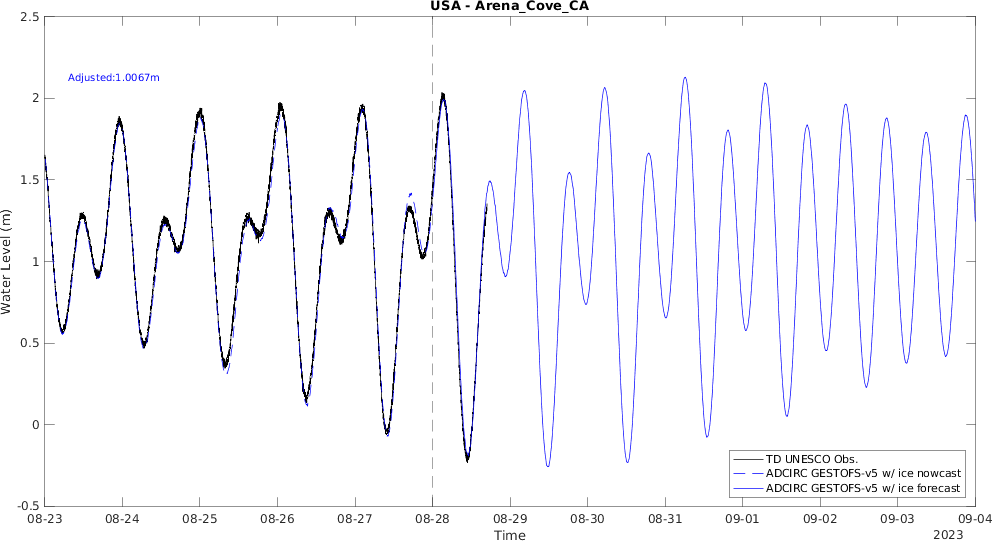 USA - Arena_Cove_CA
Adjusted:1.0067m
Water Level (m)
2.5
2
1.5
1
0.5
0
-0.5
08-23 08-24 08-25 08-26 08-27 08-28 08-29 08-30 08-31 09-01 09-02 09-03 09-04
Time
2023
TD UNESCO Obs.
ADCIRC GESTOFS-v5 w/ ice nowcast
ADCIRC GESTOFS-v5 w/ ice forecast